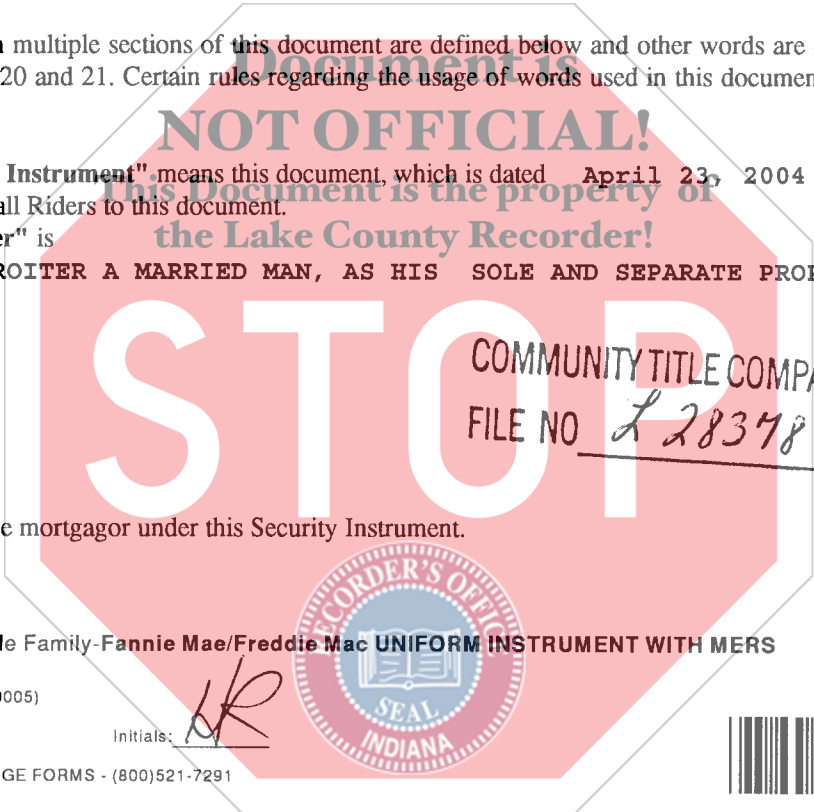 multiple sections of this document are defined below and other words are
Document is
20 and 21. Certain rules regarding the usage of words used in this documen
NOT OFFICIAL!
Instrument" means this document, which is dated April 23, 2004
This Document is the property of
all Riders to this document.
er" is
the Lake County Recorder!
ROITER A MARRIED MAN, AS HIS SOLE AND SEPARATE PROP
STOP
COMMUNITY TITLE COMPA
FILE NO L 28378
e mortgagor under this Security Instrument.
RECORDER'S OFFICE
le Family-Fannie Mae/Freddie Mac UNIFORM INSTRUMENT WITH MERS
0005)
SEAL
Initials: HR
INDIANA
GE FORMS - (800)521-7291